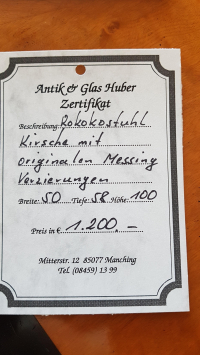 Antik & Glas Huber
Zertifikat
Beschreibung: Rokokostuhl
Kirsche mit
originalen Messing
Verzierungen
Breite: 50 Tiefe: 58 Höhe: 100
Preis in € 1.200,-
Mitterstr. 12 85077 Manching
Tel. (08459) 13 99